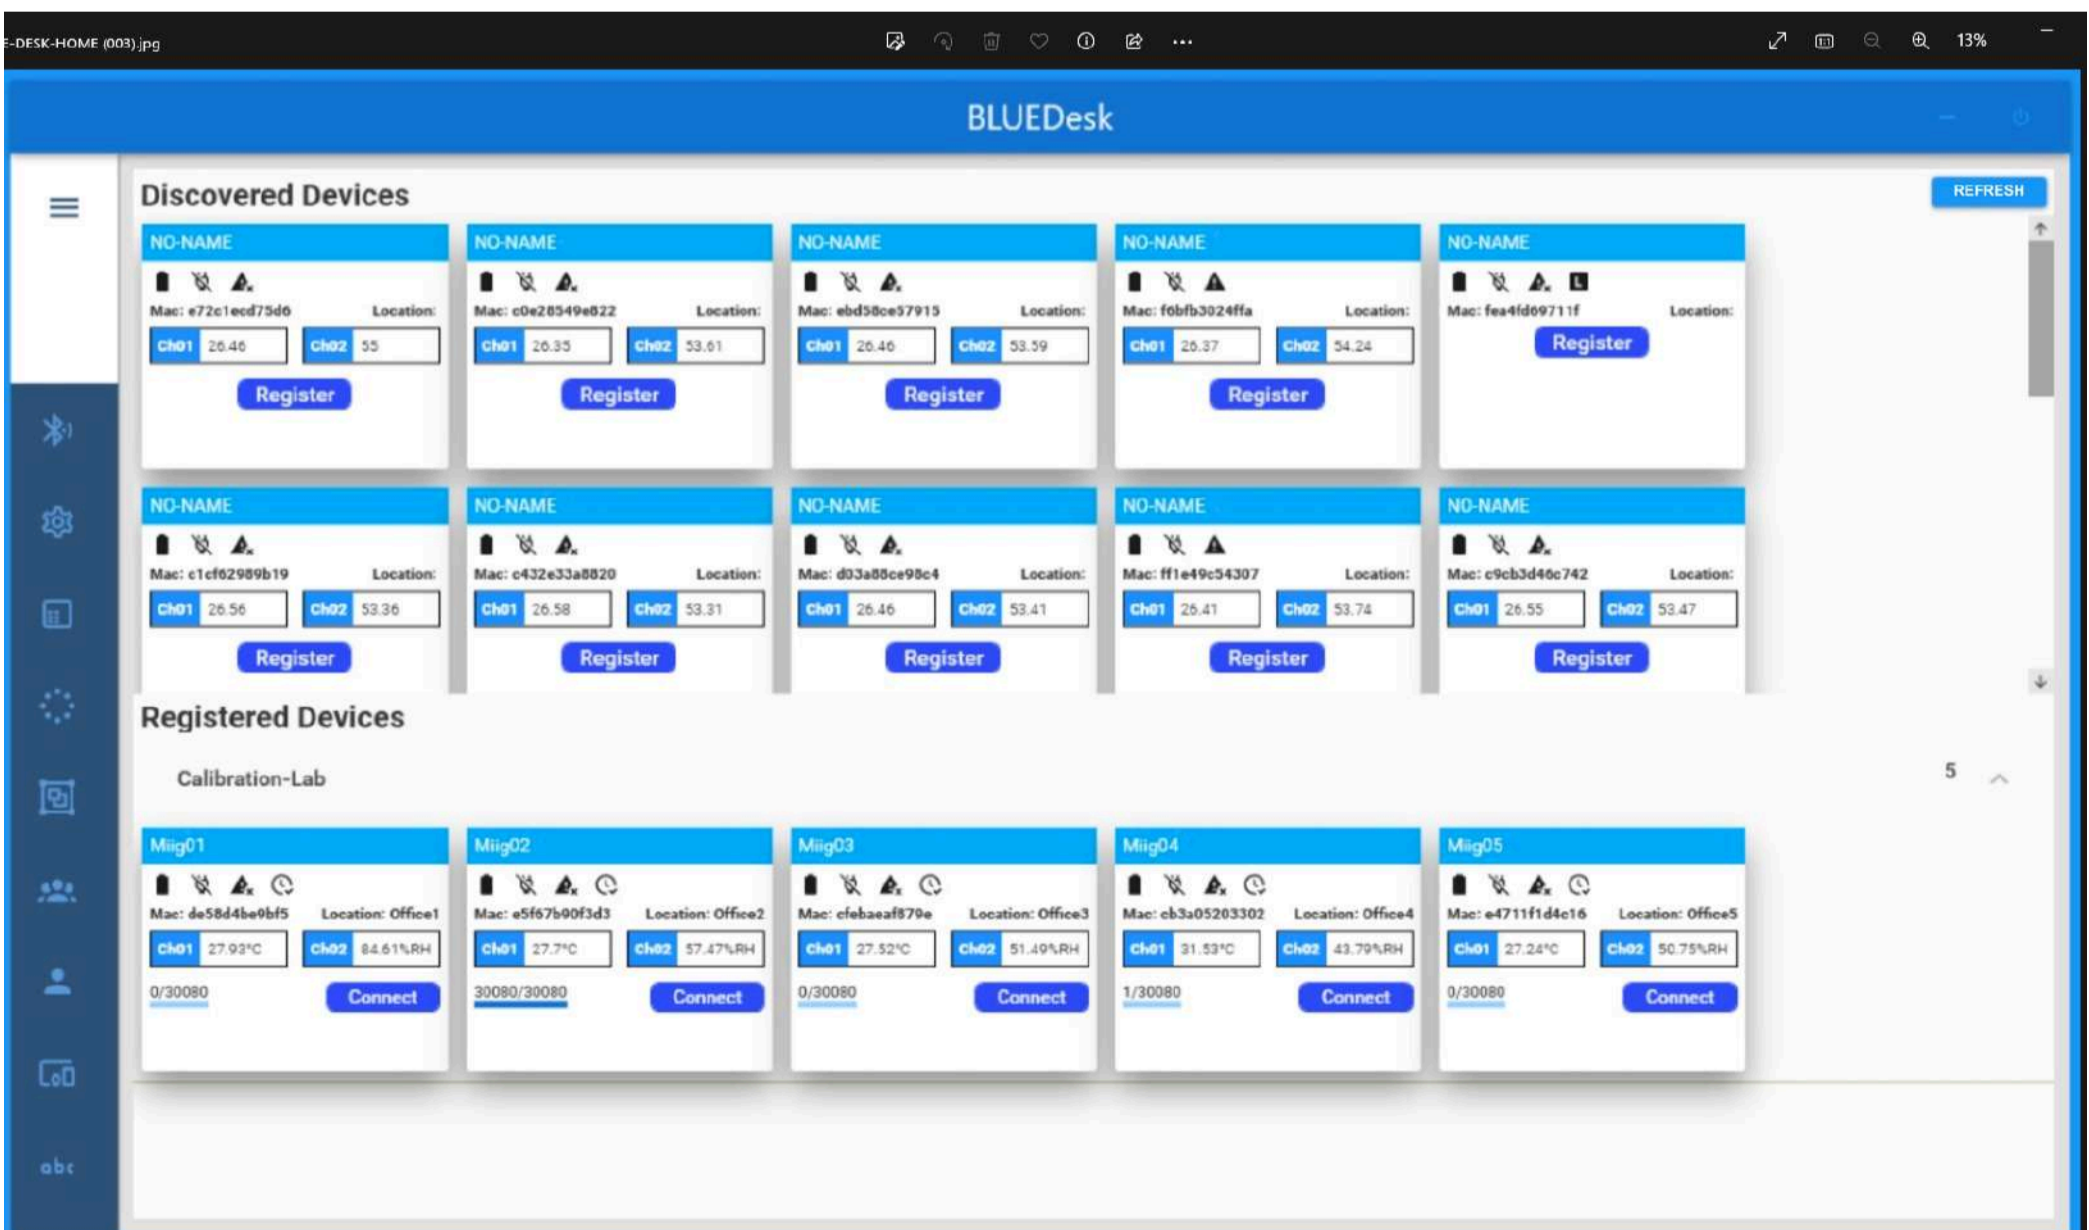 E-DESK-HOME (003).jpg
13%
BLUEDesk
Discovered Devices
REFRESH
NO-NAME NO-NAME NO-NAME NO-NAME NO-NAME
L
Mac: e72c1ecd75d6 Location: Mac: c0e28549e822 Location: Mac: ebd58ce57915 Location: Mac: f6bfb3024ffa Location: Mac: fea4fd69711f Location:
Ch01 26.46 Ch02 55 Ch01 26.35 Ch02 53.61 Ch01 26.46 Ch02 53.59 Ch01 26.37 Ch02 54.24 Register
Register Register Register Register
NO-NAME NO-NAME NO-NAME NO-NAME NO-NAME
Mac: c1cf62989b19 Location: Mac: c432e33a8820 Location: Mac: d03a88ce98c4 Location: Mac: ff1e49c54307 Location: Mac: c9cb3d46c742 Location:
Ch01 26.56 Ch02 53.36 Ch01 26.58 Ch02 53.31 Ch01 26.46 Ch02 53.41 Ch01 26.41 Ch02 53.74 Ch01 26.55 Ch02 53.47
Register Register Register Register Register
Registered Devices
Calibration-Lab 5
Miig01 Miig02 Miig03 Miig04 Miig05
Mac: de58d4be9bf5 Location: Office1 Mac: e5f67b90f3d3 Location: Office2 Mac: cfebaeaf879e Location: Office3 Mac: cb3a05203302 Location: Office4 Mac: e4711f1d4c16 Location: Office5
Ch01 27.93°C Ch02 84.61%RH Ch01 27.7°C Ch02 57.47%RH Ch01 27.52°C Ch02 51.49%RH Ch01 31.53°C Ch02 43.79%RH Ch01 27.24°C Ch02 50.75%RH
0/30080 Connect 30080/30080 Connect 0/30080 Connect 1/30080 Connect 0/30080 Connect
abc